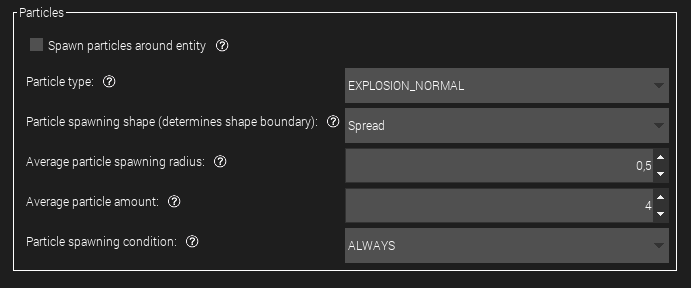 Particles
Spawn particles around entity ?
Particle type: ? EXPLOSION_NORMAL
Particle spawning shape (determines shape boundary): ? Spread
Average particle spawning radius: ? 0,5
Average particle amount: ? 4
Particle spawning condition: ? ALWAYS